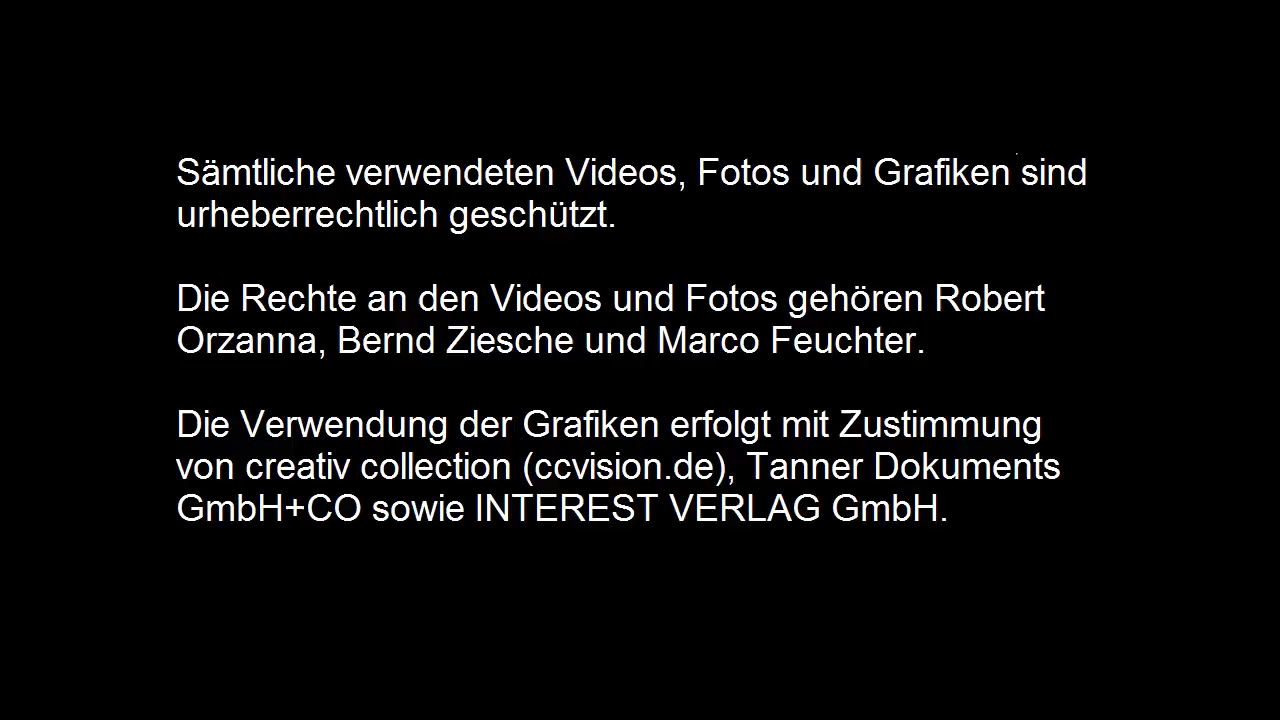 Sämtliche verwendeten Videos, Fotos und Grafiken sind
urheberrechtlich geschützt.
Die Rechte an den Videos und Fotos gehören Robert
Orzanna, Bernd Ziesche und Marco Feuchter.
Die Verwendung der Grafiken erfolgt mit Zustimmung
von creativ collection (ccvision.de), Tanner Dokuments
GmbH+CO sowie INTEREST VERLAG GmbH.